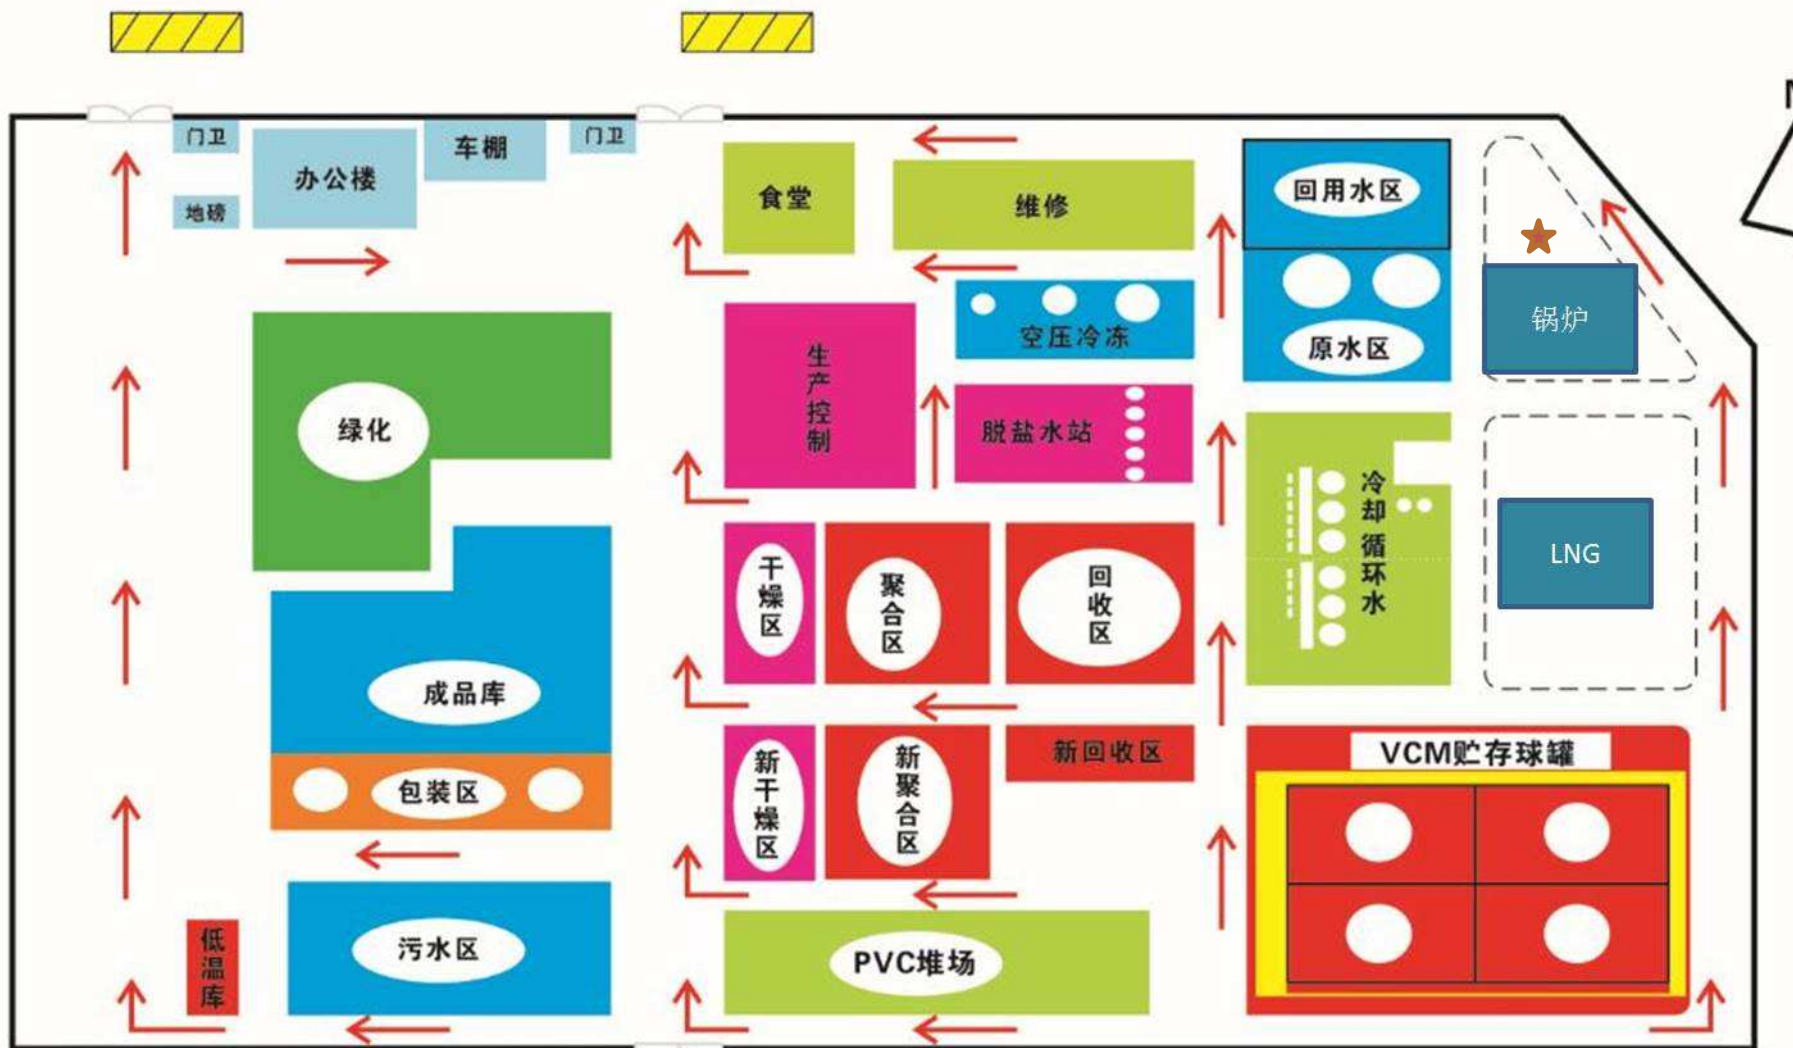 门卫
车棚
门卫
办公楼
地磅
食堂
维修
回用水区
锅炉
空压冷冻
原水区
生产控制
脱盐水站
绿化
冷却循环水
LNG
干燥区
聚合区
回收区
成品库
包装区
新干燥区
新聚合区
新回收区
VCM贮存球罐
低温库
污水区
PVC堆场